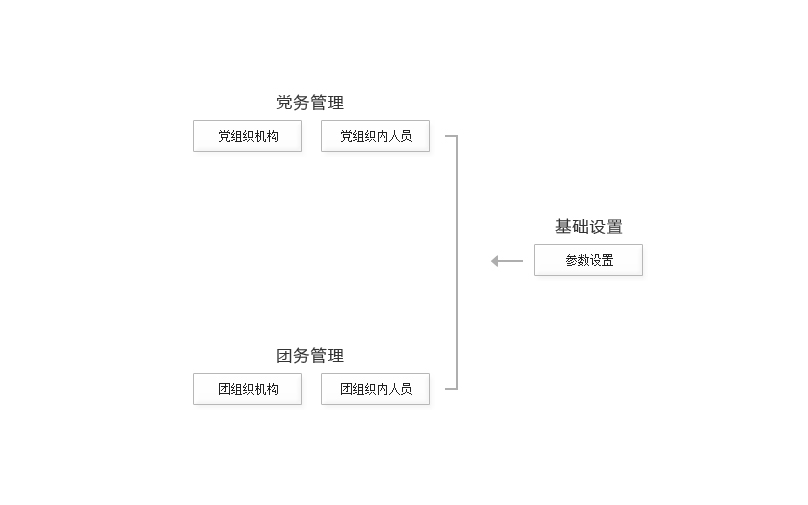 党务管理
党组织机构
党组织内人员
基础设置
参数设置
团务管理
团组织机构
团组织内人员